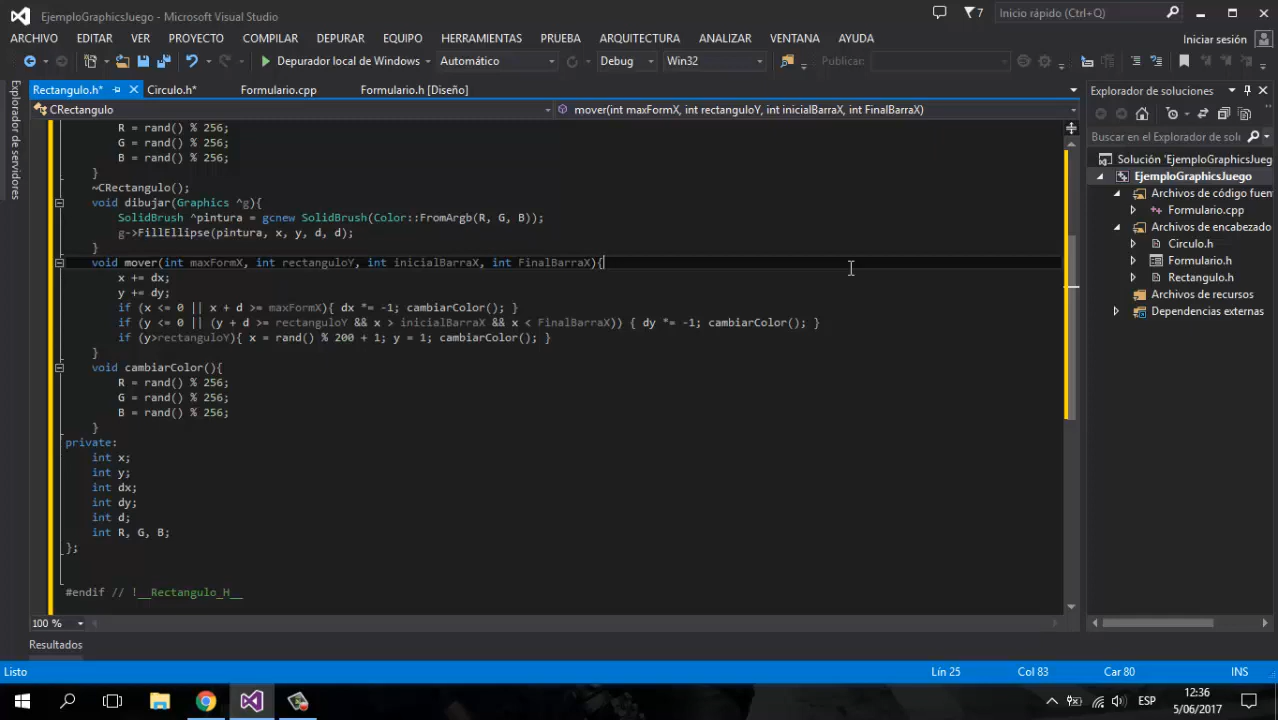 EjemploGraphicsJuego - Microsoft Visual Studio
7
Inicio rápido (Ctrl+Q)
ARCHIVO EDITAR VER PROYECTO COMPILAR DEPURAR EQUIPO HERRAMIENTAS PRUEBA ARQUITECTURA ANALIZAR VENTANA AYUDA
Iniciar sesión
Depurador local de Windows Automático Debug Win32 Publicar:
Explorador de servidores
Rectangulo.h* Circulo.h* Formulario.cpp Formulario.h [Diseño]
CRectangulo mover(int maxFormX, int rectanguloY, int inicialBarraX, int FinalBarraX)
R = rand() % 256;
G = rand() % 256;
B = rand() % 256;
}
~CRectangulo();
void dibujar(Graphics ^g){
SolidBrush ^pintura = gcnew SolidBrush(Color::FromArgb(R, G, B));
g->FillEllipse(pintura, x, y, d, d);
}
void mover(int maxFormX, int rectanguloY, int inicialBarraX, int FinalBarraX){
x += dx;
y += dy;
if (x <= 0 || x + d >= maxFormX){ dx *= -1; cambiarColor(); }
if (y <= 0 || (y + d >= rectanguloY && x > inicialBarraX && x < FinalBarraX)) { dy *= -1; cambiarColor(); }
if (y>rectanguloY){ x = rand() % 200 + 1; y = 1; cambiarColor(); }
}
void cambiarColor(){
R = rand() % 256;
G = rand() % 256;
B = rand() % 256;
}
private:
int x;
int y;
int dx;
int dy;
int d;
int R, G, B;
};
#endif // !__Rectangulo_H__
100 %
Explorador de soluciones
Buscar en el Explorador de solu
Solución 'EjemploGraphicsJueg
EjemploGraphicsJuego
Archivos de código fuen
Formulario.cpp
Archivos de encabezado
Circulo.h
Formulario.h
Rectangulo.h
Archivos de recursos
Dependencias externas
Resultados
Listo Lín 25 Col 83 Car 80 INS
ESP
12:36
5/06/2017